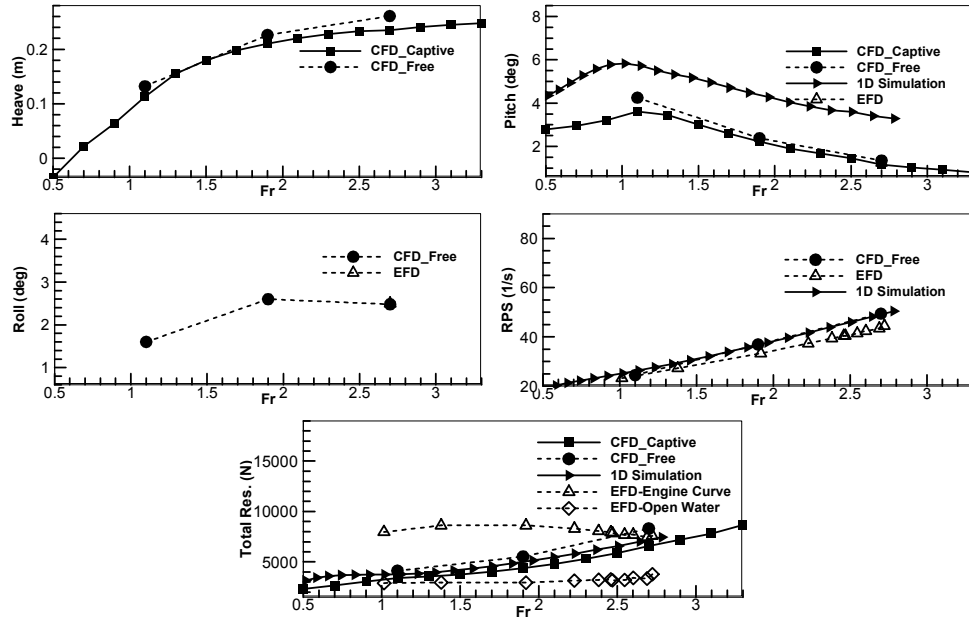 Heave (m)
0.2
0.1
0
CFD_Captive
CFD_Free
0.5 1 1.5 2 2.5 3
Fr
Pitch (deg)
8
6
4
2
CFD_Captive
CFD_Free
1D Simulation
EFD
0.5 1 1.5 2 2.5 3
Fr
Roll (deg)
4
3
2
1
CFD_Free
EFD
0.5 1 1.5 2 2.5 3
Fr
RPS (1/s)
80
60
40
20
CFD_Free
EFD
1D Simulation
0.5 1 1.5 2 2.5 3
Fr
Total Res. (N)
15000
10000
5000
CFD_Captive
CFD_Free
1D Simulation
EFD-Engine Curve
EFD-Open Water
0.5 1 1.5 2 2.5 3
Fr